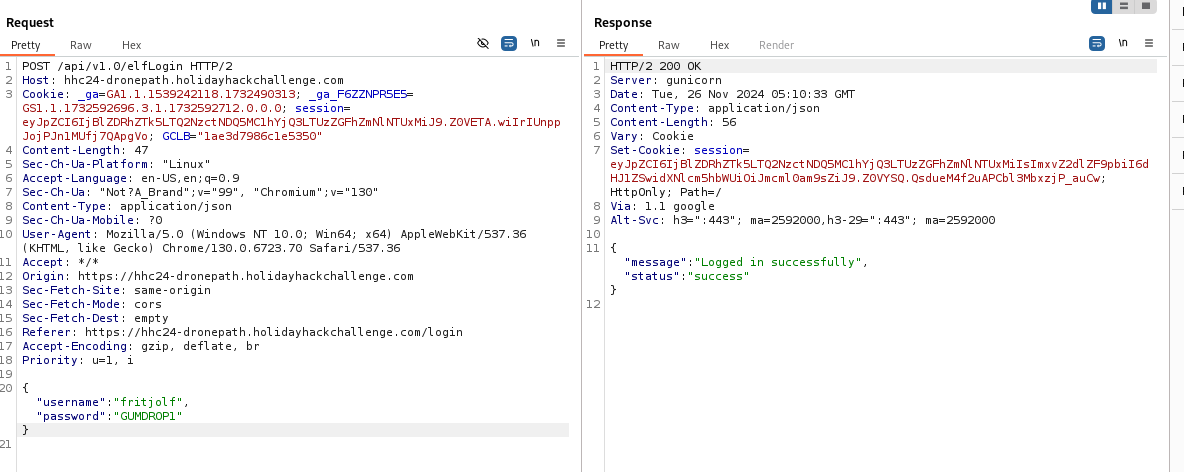 Request
Pretty Raw Hex \n
1 POST /api/v1.0/elfLogin HTTP/2
2 Host: hhc24-dronepath.holidayhackchallenge.com
3 Cookie: _ga=GA1.1.1539242118.1732490313; _ga_F6ZZNPR5E5=
GS1.1.1732592696.3.1.1732592712.0.0.0; session=
eyJpZCI6IjBlZDRhZTk5LTQ2NzctNDQ5MC1hYjQ3LTUzZGFhZmNlNTUxMiJ9.Z0VETA.wiIrIUnpp
JojPJn1MUfj7QApgVo; GCLB="1ae3d7986c1e5350"
4 Content-Length: 47
5 Sec-Ch-Ua-Platform: "Linux"
6 Accept-Language: en-US,en;q=0.9
7 Sec-Ch-Ua: "Not?A_Brand";v="99", "Chromium";v="130"
8 Content-Type: application/json
9 Sec-Ch-Ua-Mobile: ?0
10 User-Agent: Mozilla/5.0 (Windows NT 10.0; Win64; x64) AppleWebKit/537.36
(KHTML, like Gecko) Chrome/130.0.6723.70 Safari/537.36
11 Accept: */*
12 Origin: https://hhc24-dronepath.holidayhackchallenge.com
13 Sec-Fetch-Site: same-origin
14 Sec-Fetch-Mode: cors
15 Sec-Fetch-Dest: empty
16 Referer: https://hhc24-dronepath.holidayhackchallenge.com/login
17 Accept-Encoding: gzip, deflate, br
18 Priority: u=1, i
19
20 {
"username":"fritjolf",
"password":"GUMDROP1"
}
21
Response
Pretty Raw Hex Render \n
1 HTTP/2 200 OK
2 Server: gunicorn
3 Date: Tue, 26 Nov 2024 05:10:33 GMT
4 Content-Type: application/json
5 Content-Length: 56
6 Vary: Cookie
7 Set-Cookie: session=
eyJpZCI6IjBlZDRhZTk5LTQ2NzctNDQ5MC1hYjQ3LTUzZGFhZmNlNTUxMiIsImxvZ2dlZF9pbiI6d
HJ1ZSwidXNlcm5hbWUiOiJmcml0am9sZiJ9.Z0VYSQ.QsdueM4f2uAPCbl3MbxzjP_auCw;
HttpOnly; Path=/
8 Via: 1.1 google
9 Alt-Svc: h3=":443"; ma=2592000,h3-29=":443"; ma=2592000
10
11 {
"message":"Logged in successfully",
"status":"success"
}
12